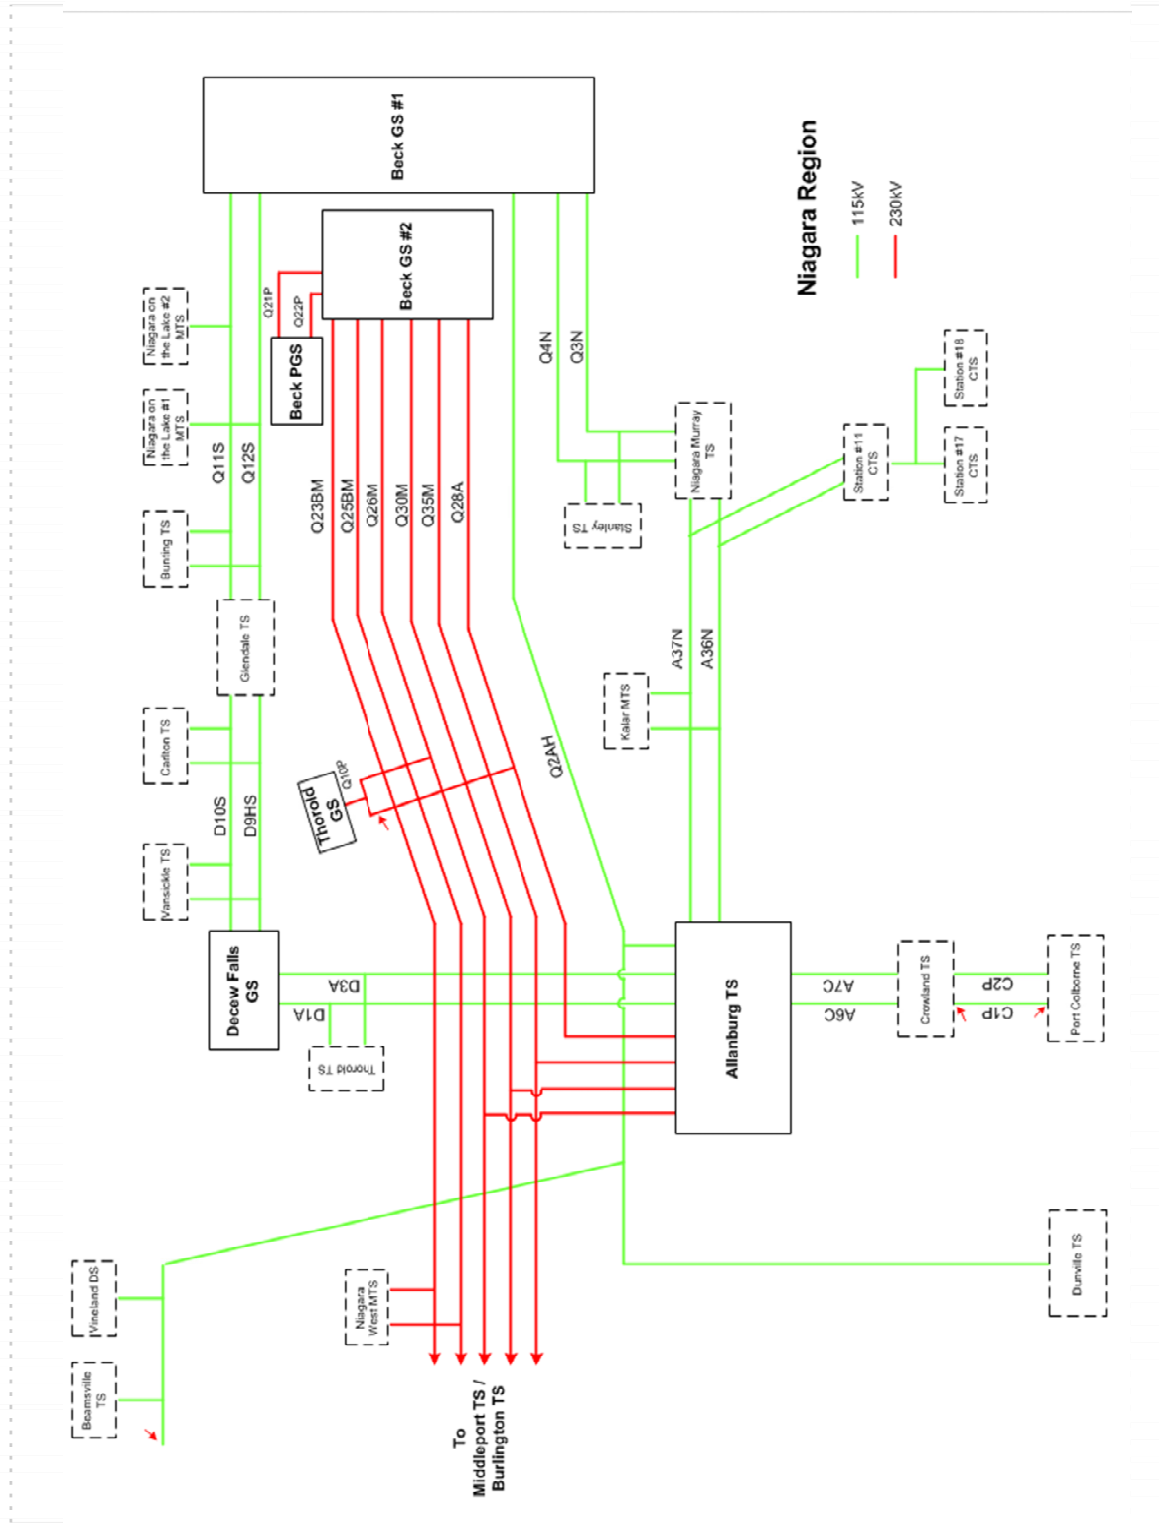 Niagara Region
115kV
230kV
Beck GS #1
Beck GS #2
Beck PGS
Q21P
Q22P
Niagara on
the Lake #2
MTS
Niagara on
the Lake #1
MTS
Q11S
Q12S
Bunting TS
Glendale TS
Carlton TS
D10S
D9HS
Vansickle TS
Decew Falls
GS
Q23BM
Q25BM
Q26M
Q30M
Q35M
Q28A
Q4N
Q3N
Niagara Murray
TS
Stanley TS
Station #11
CTS
Station #18
CTS
Station #17
CTS
A37N
A36N
Kalar MTS
Q2AH
Thorold
GS
Q10P
D3A
D1A
Thorold TS
Allanburg TS
A7C
A6C
Crowland TS
C2P
C1P
Port Colborne TS
Dunville TS
Niagara
West MTS
Vineland DS
Beamsville
TS
To
Middleport TS /
Burlington TS